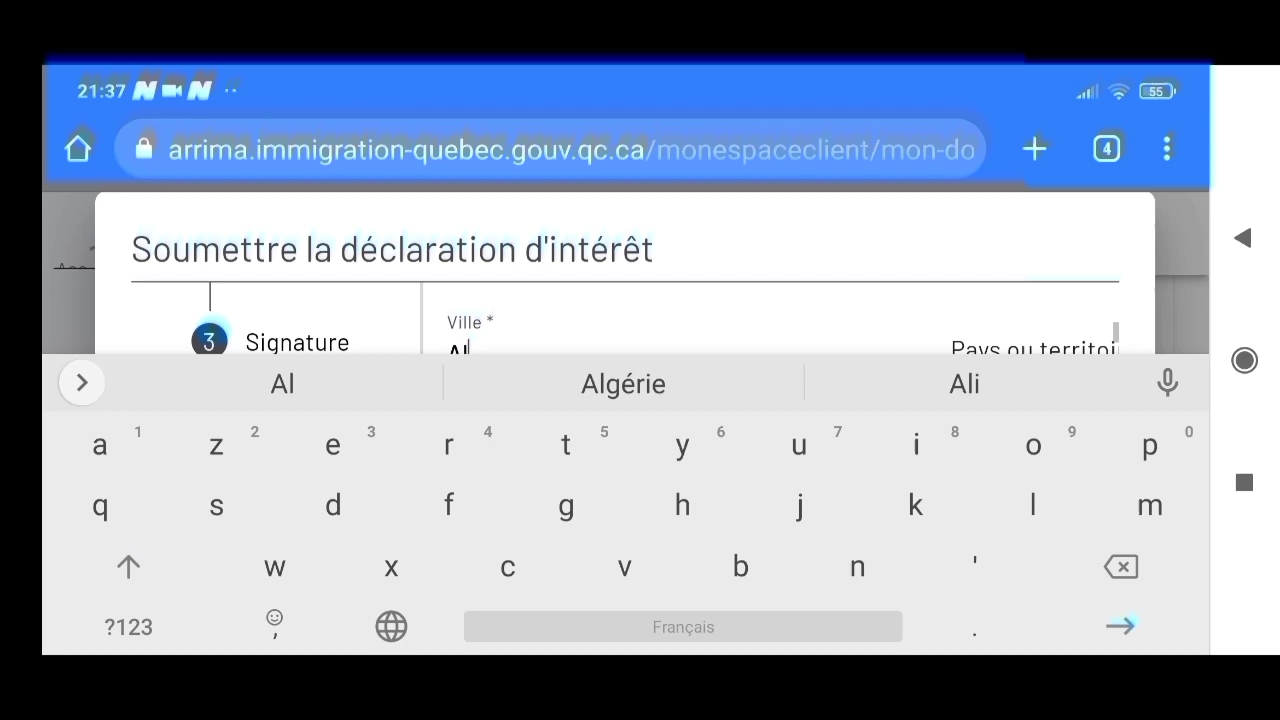 21:37
55
arrima.immigration-quebec.gouv.qc.ca/monespaceclient/mon-do
4
Soumettre la déclaration d'intérêt
3 Signature
Ville *
Al
Pays ou territoi
Al Algérie Ali
a 1 z 2 e 3 r 4 t 5 y 6 u 7 i 8 o 9 p 0
q s d f g h j k l m
w x c v b n '
?123 , Français .